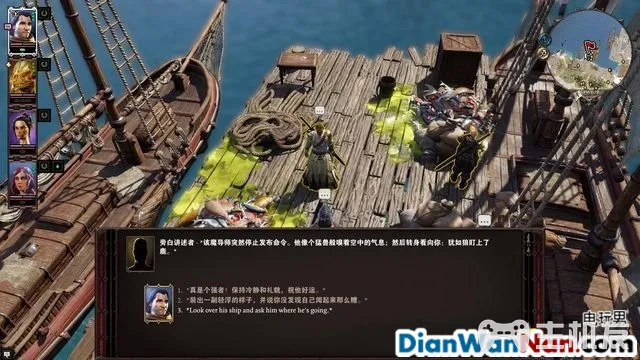 旁白讲述者 - "该魔导师突然停止发布命令。他像个猛兽般嗅着空中的气息；然后转身看向你：犹如狼盯上了
鹿。"
1. "真是个强者！保持冷静和礼貌，祝他好运。"
2. "装出一副轻浮的样子，并说你没发现自己闻起来那么糟。"
3. *Look over his ship and ask him where he's going.*
电玩男
DianWanNan.com